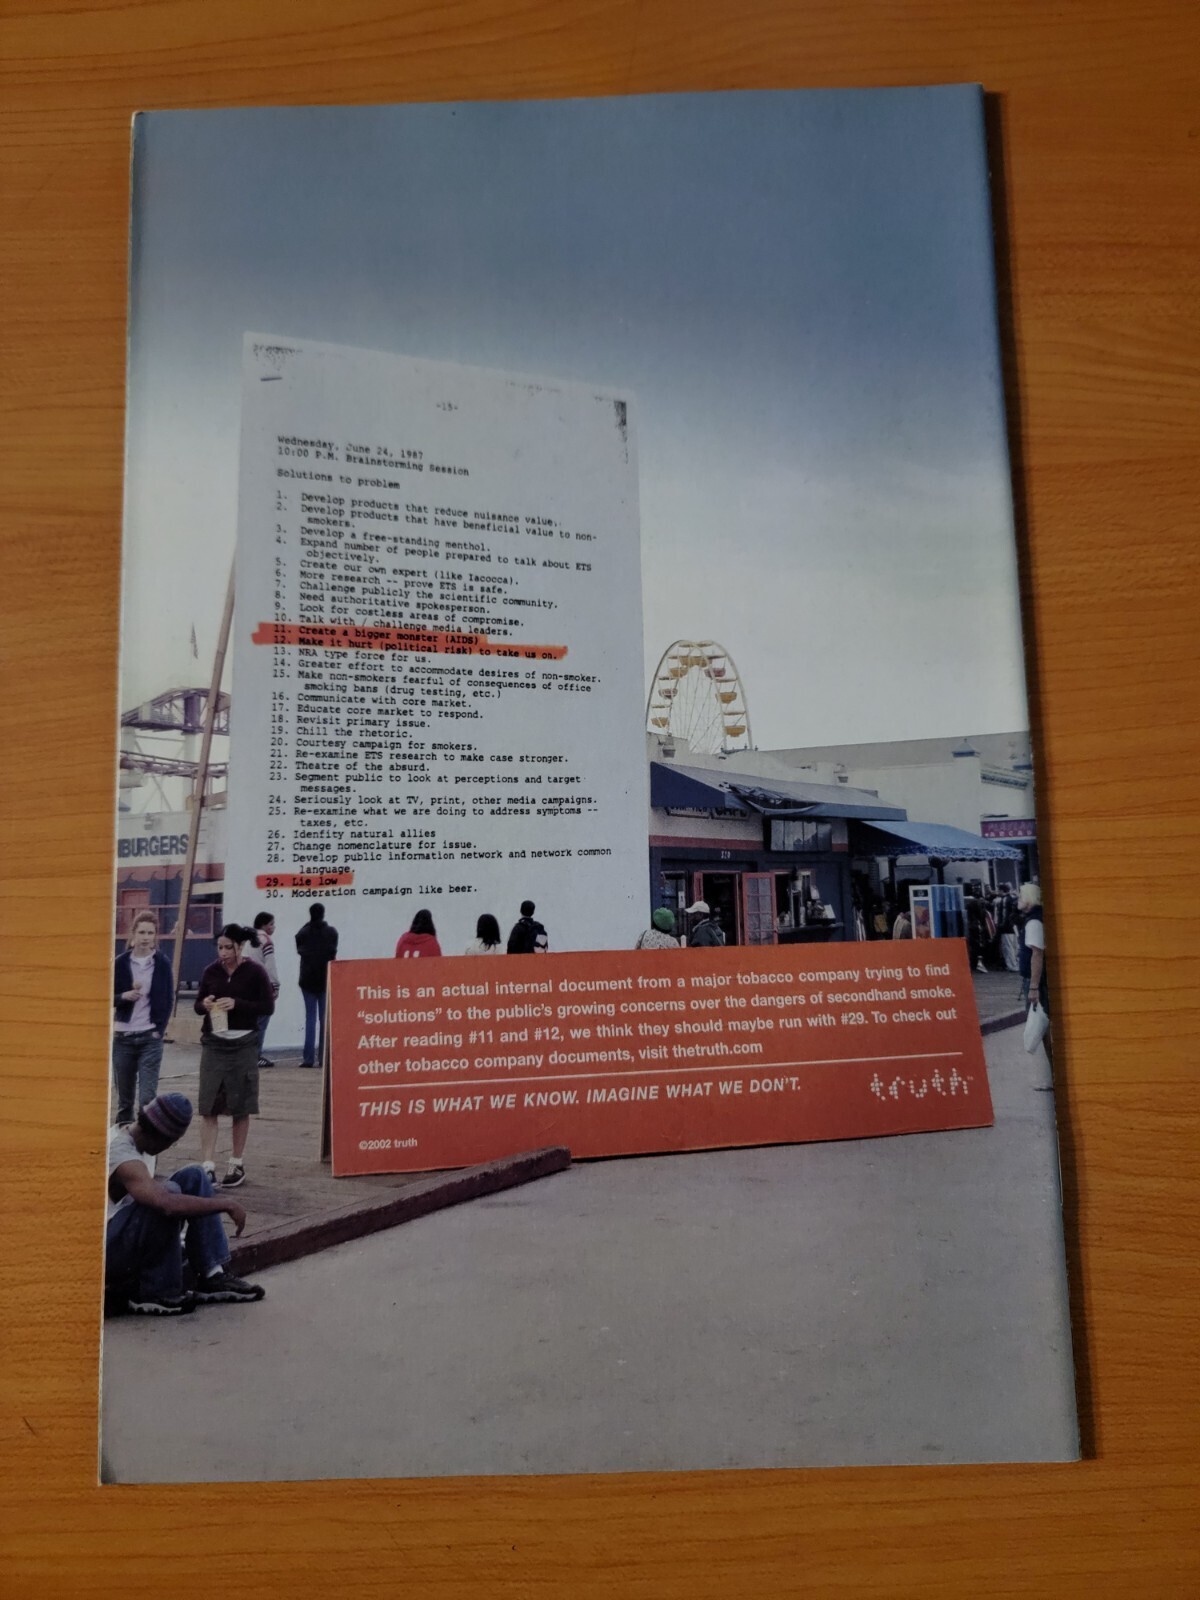 -19-
Wednesday, June 24, 1987
10:00 P.M. Brainstorming Session
Solutions to problem
1. Develop products that reduce nuisance value.
2. Develop products that have beneficial value to non-
smokers.
3. Develop a free-standing menthol.
4. Expand number of people prepared to talk about ETS
objectively.
5. Create our own expert (like Iacocca).
6. More research -- prove ETS is safe.
7. Challenge publicly the scientific community.
8. Need authoritative spokesperson.
9. Look for costless areas of compromise.
10. Talk with / challenge media leaders.
11. Create a bigger monster (AIDS)
12. Make it hurt (political risk) to take us on.
13. NRA type force for us.
14. Greater effort to accommodate desires of non-smoker.
15. Make non-smokers fearful of consequences of office
smoking bans (drug testing, etc.)
16. Communicate with core market.
17. Educate core market to respond.
18. Revisit primary issue.
19. Chill the rhetoric.
20. Courtesy campaign for smokers.
21. Re-examine ETS research to make case stronger.
22. Theatre of the absurd.
23. Segment public to look at perceptions and target
messages.
24. Seriously look at TV, print, other media campaigns.
25. Re-examine what we are doing to address symptoms --
taxes, etc.
26. Idenfity natural allies
27. Change nomenclature for issue.
28. Develop public information network and network common
language.
29. Lie low
30. Moderation campaign like beer.
BURGERS
This is an actual internal document from a major tobacco company trying to find
“solutions” to the public's growing concerns over the dangers of secondhand smoke.
After reading #11 and #12, we think they should maybe run with #29. To check out
other tobacco company documents, visit thetruth.com
THIS IS WHAT WE KNOW. IMAGINE WHAT WE DON'T.
truth™
©2002 truth